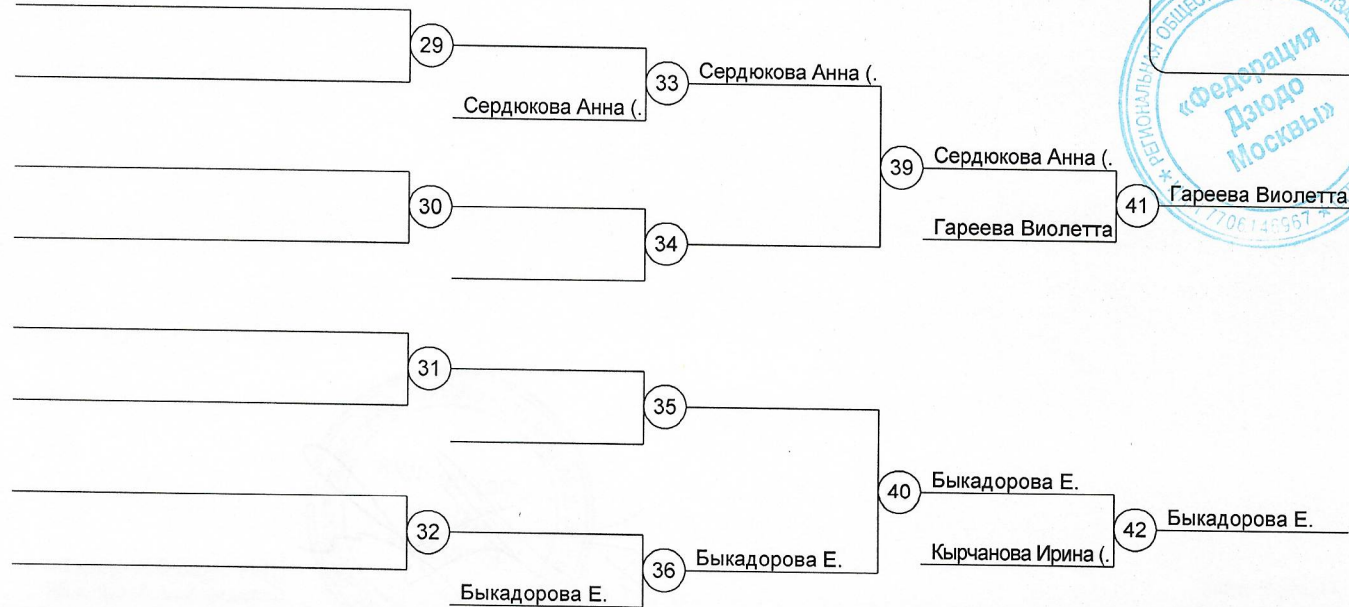 29
33
Сердюкова Анна (.
Сердюкова Анна (.
39
Сердюкова Анна (.
30
34
Гареева Виолетта
41
Гареева Виолетта
31
35
40
Быкадорова Е.
32
36
Быкадорова Е.
Быкадорова Е.
Кырчанова Ирина (.
42
Быкадорова Е.
РЕГИОНАЛЬНАЯ
«Федерация
Дзюдо
Москвы»